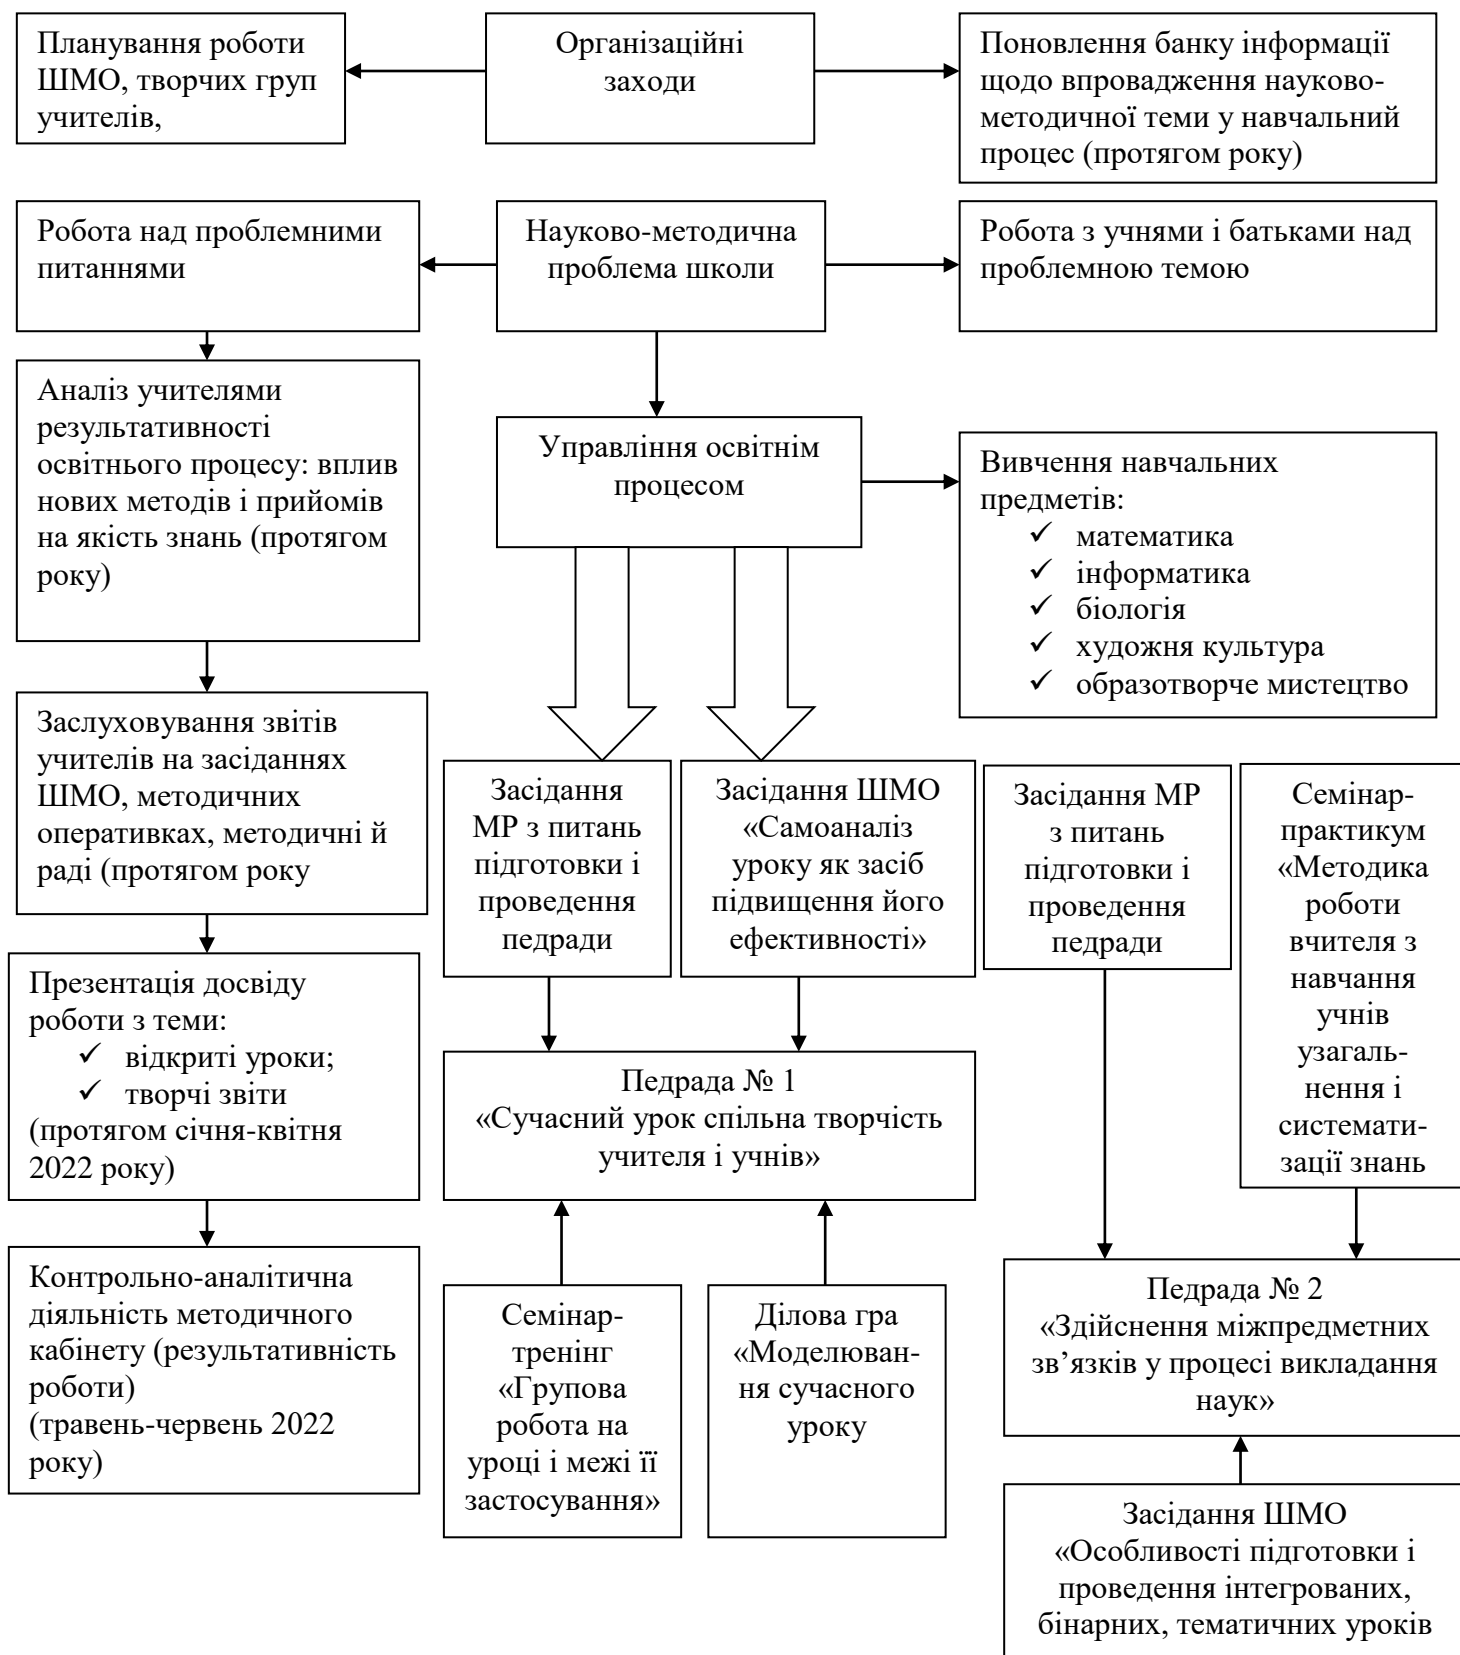 Планування роботи
ШМО, творчих груп
учителів,
Організаційні
заходи
Поновлення банку інформації
щодо впровадження науково-
методичної теми у навчальний
процес (протягом року)
Робота над проблемними
питаннями
Науково-методична
проблема школи
Робота з учнями і батьками над
проблемною темою
Аналіз учителями
результативності
освітнього процесу: вплив
нових методів і прийомів
на якість знань (протягом
року)
Управління освітнім
процесом
Вивчення навчальних
предметів:
✓ математика
✓ інформатика
✓ біологія
✓ художня культура
✓ образотворче мистецтво
Заслуховування звітів
учителів на засіданнях
ШМО, методичних
оперативках, методичні й
раді (протягом року
Засідання
МР з питань
підготовки і
проведення
педради
Засідання ШМО
«Самоаналіз
уроку як засіб
підвищення його
ефективності»
Засідання МР
з питань
підготовки і
проведення
педради
Семінар-
практикум
«Методика
роботи
вчителя з
навчання
учнів
узагаль-
нення і
системати-
зації знань
Презентація досвіду
роботи з теми:
✓ відкриті уроки;
✓ творчі звіти
(протягом січня-квітня
2022 року)
Педрада № 1
«Сучасний урок спільна творчість
учителя і учнів»
Контрольно-аналітична
діяльність методичного
кабінету (результативність
роботи)
(травень-червень 2022
року)
Семінар-
тренінг
«Групова
робота на
уроці і межі її
застосування»
Ділова гра
«Моделюван-
ня сучасного
уроку
Педрада № 2
«Здійснення міжпредметних
зв’язків у процесі викладання
наук»
Засідання ШМО
«Особливості підготовки і
проведення інтегрованих,
бінарних, тематичних уроків